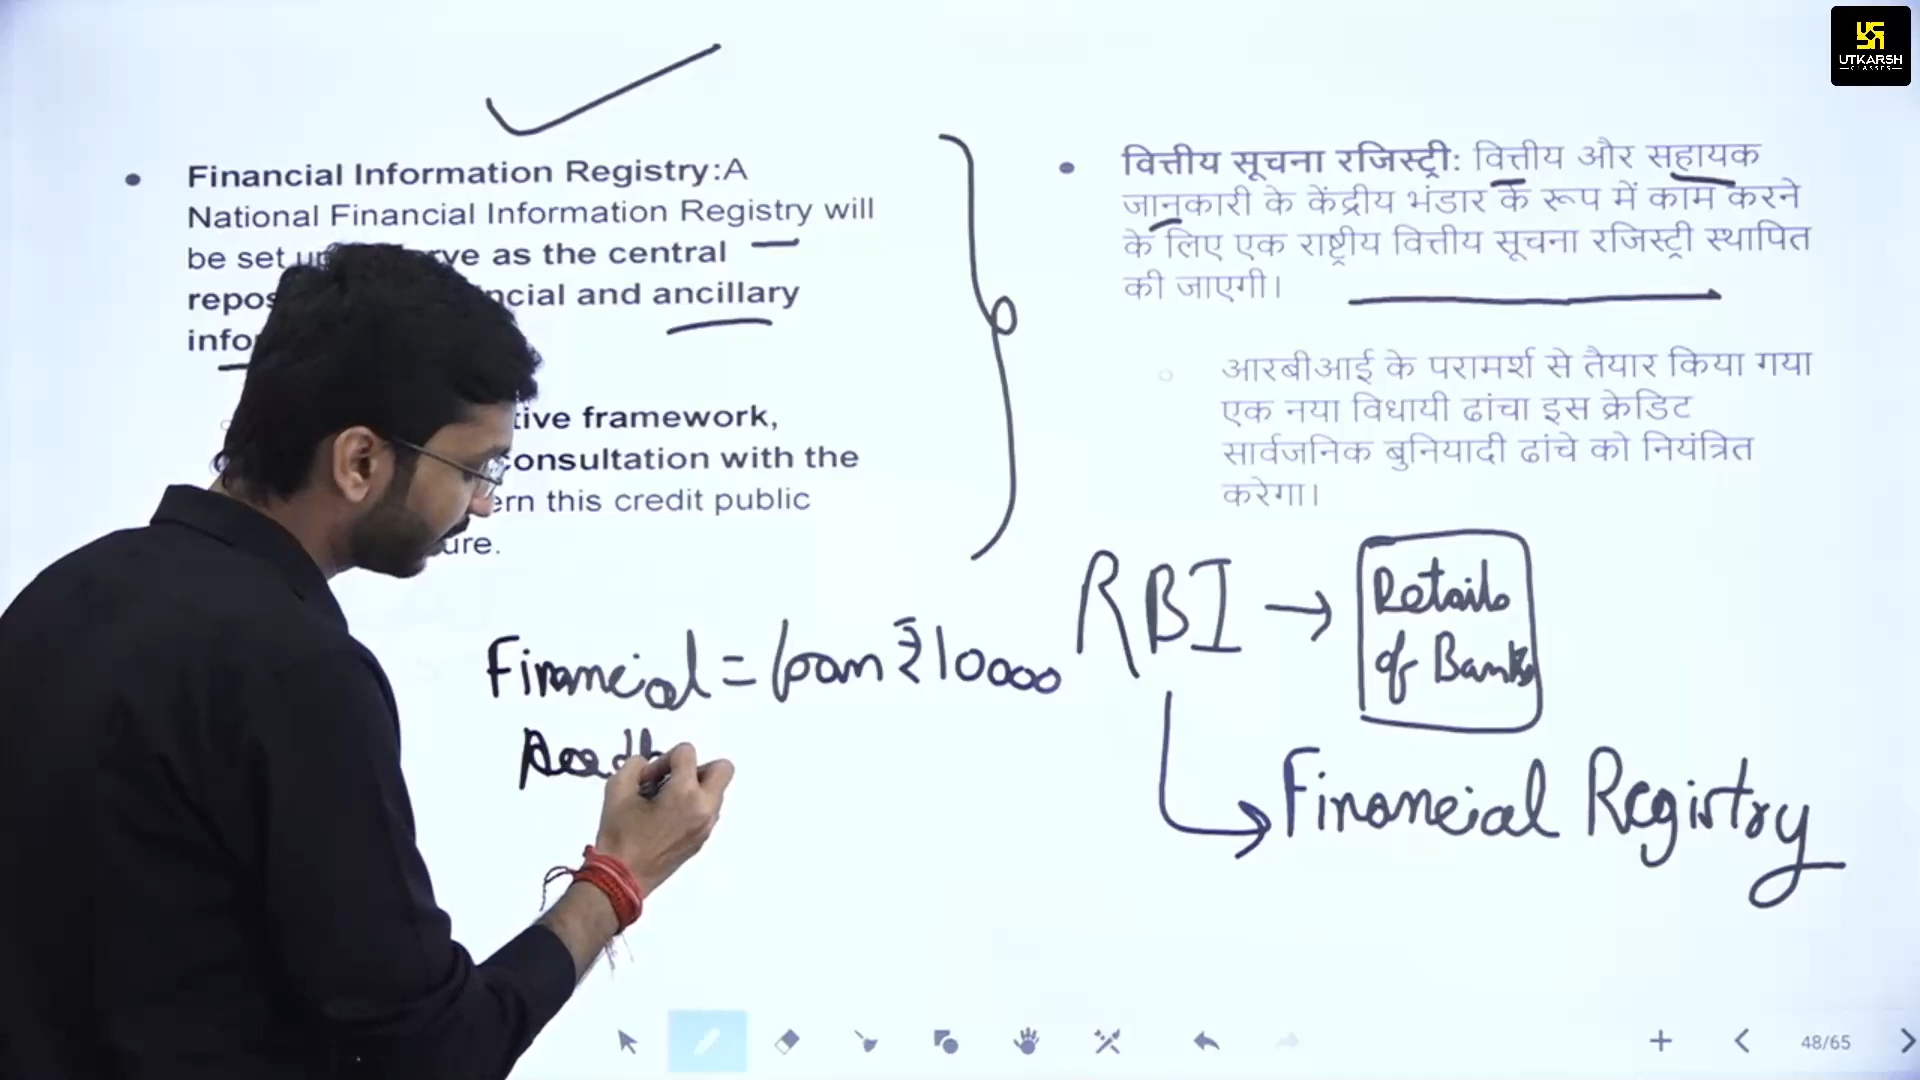 UTKARSH
CLASSES
Financial Information Registry:A
National Financial Information Registry will
be set up ve as the central
ncial and ancillary
tive framework,
consultation with the
ern this credit public
ure.
वित्तीय सूचना रजिस्ट्री: वित्तीय और सहायक
जानकारी के केंद्रीय भंडार के रूप में काम करने
के लिए एक राष्ट्रीय वित्तीय सूचना रजिस्ट्री स्थापित
की जाएगी।
आरबीआई के परामर्श से तैयार किया गया
एक नया विधायी ढांचा इस क्रेडिट
सार्वजनिक बुनियादी ढांचे को नियंत्रित
करेगा।
RBI → Details
of Banks
Financial Registry
Financial = loan ₹10000
48/65